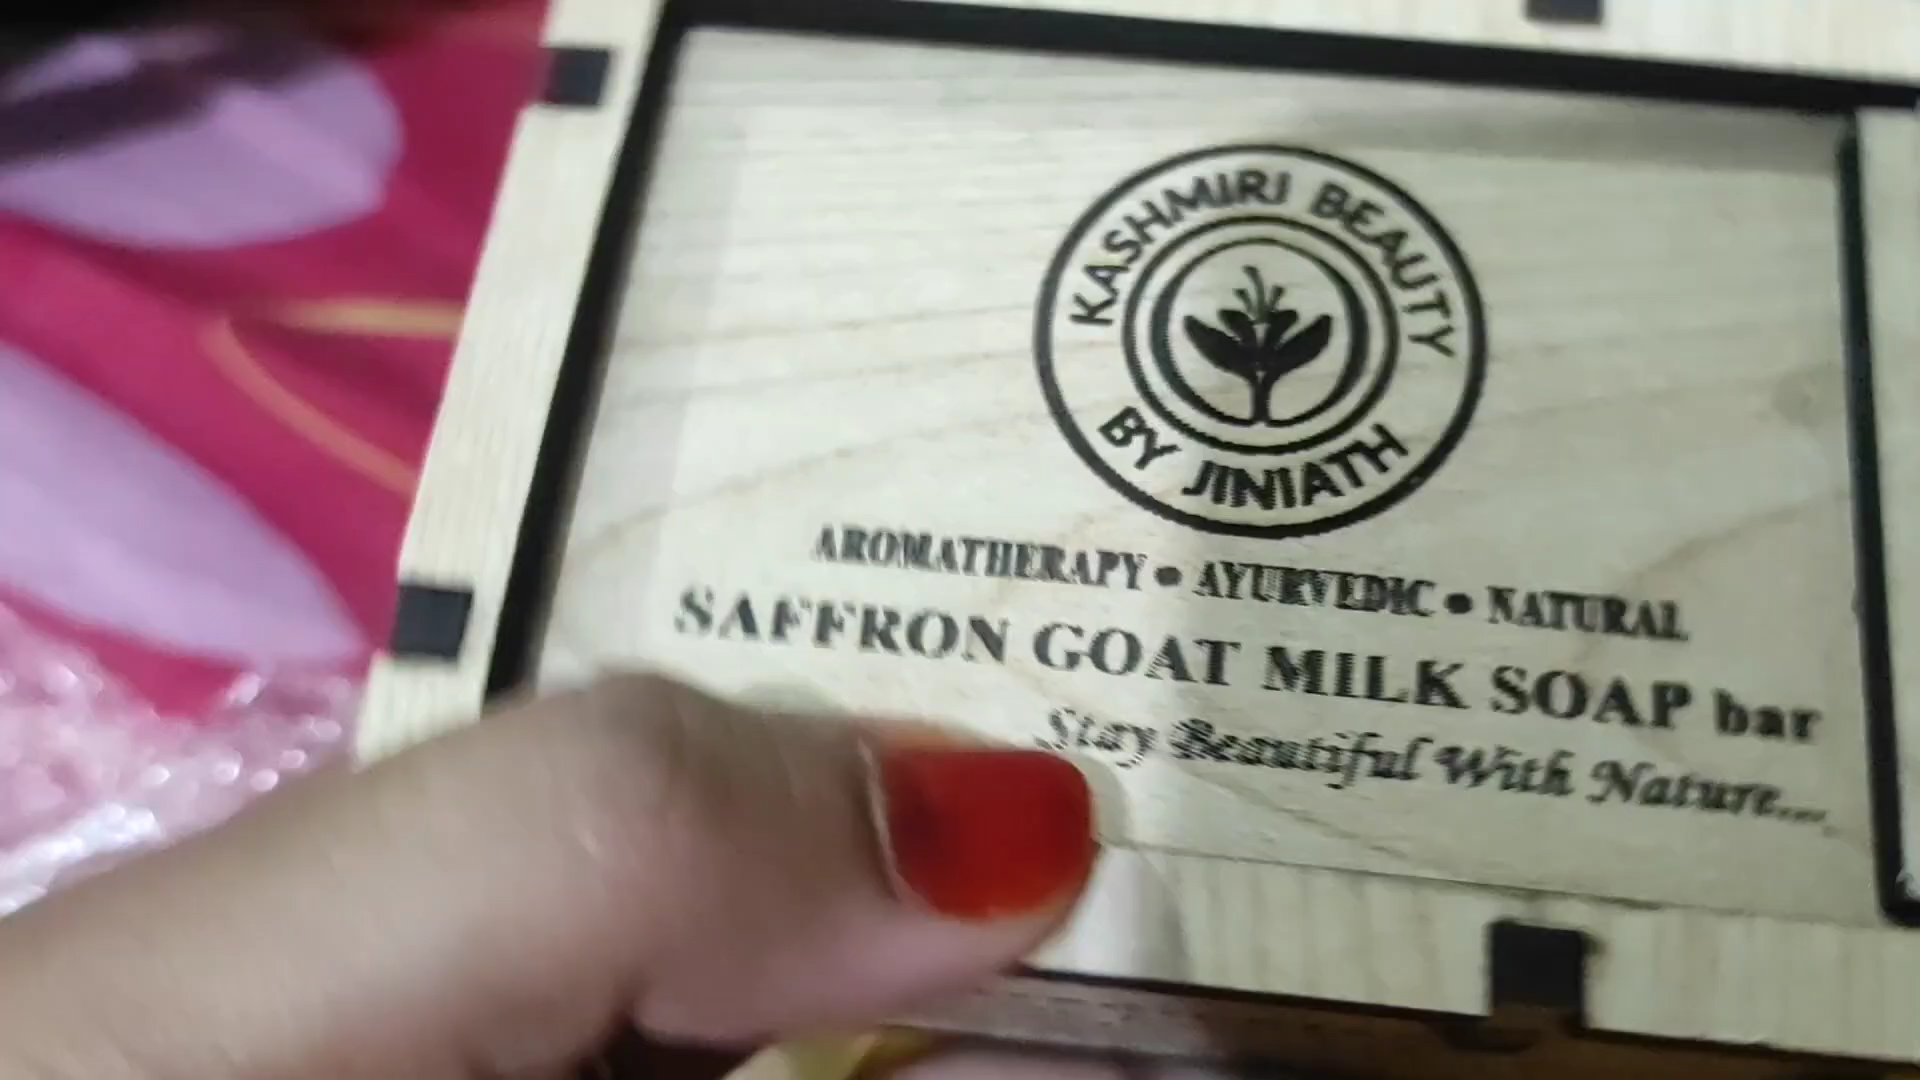 KASHMIRI BEAUTY
BY JINIATH
AROMATHERAPY • AYURVEDIC • NATURAL
SAFFRON GOAT MILK SOAP bar
Stay Beautiful With Nature....